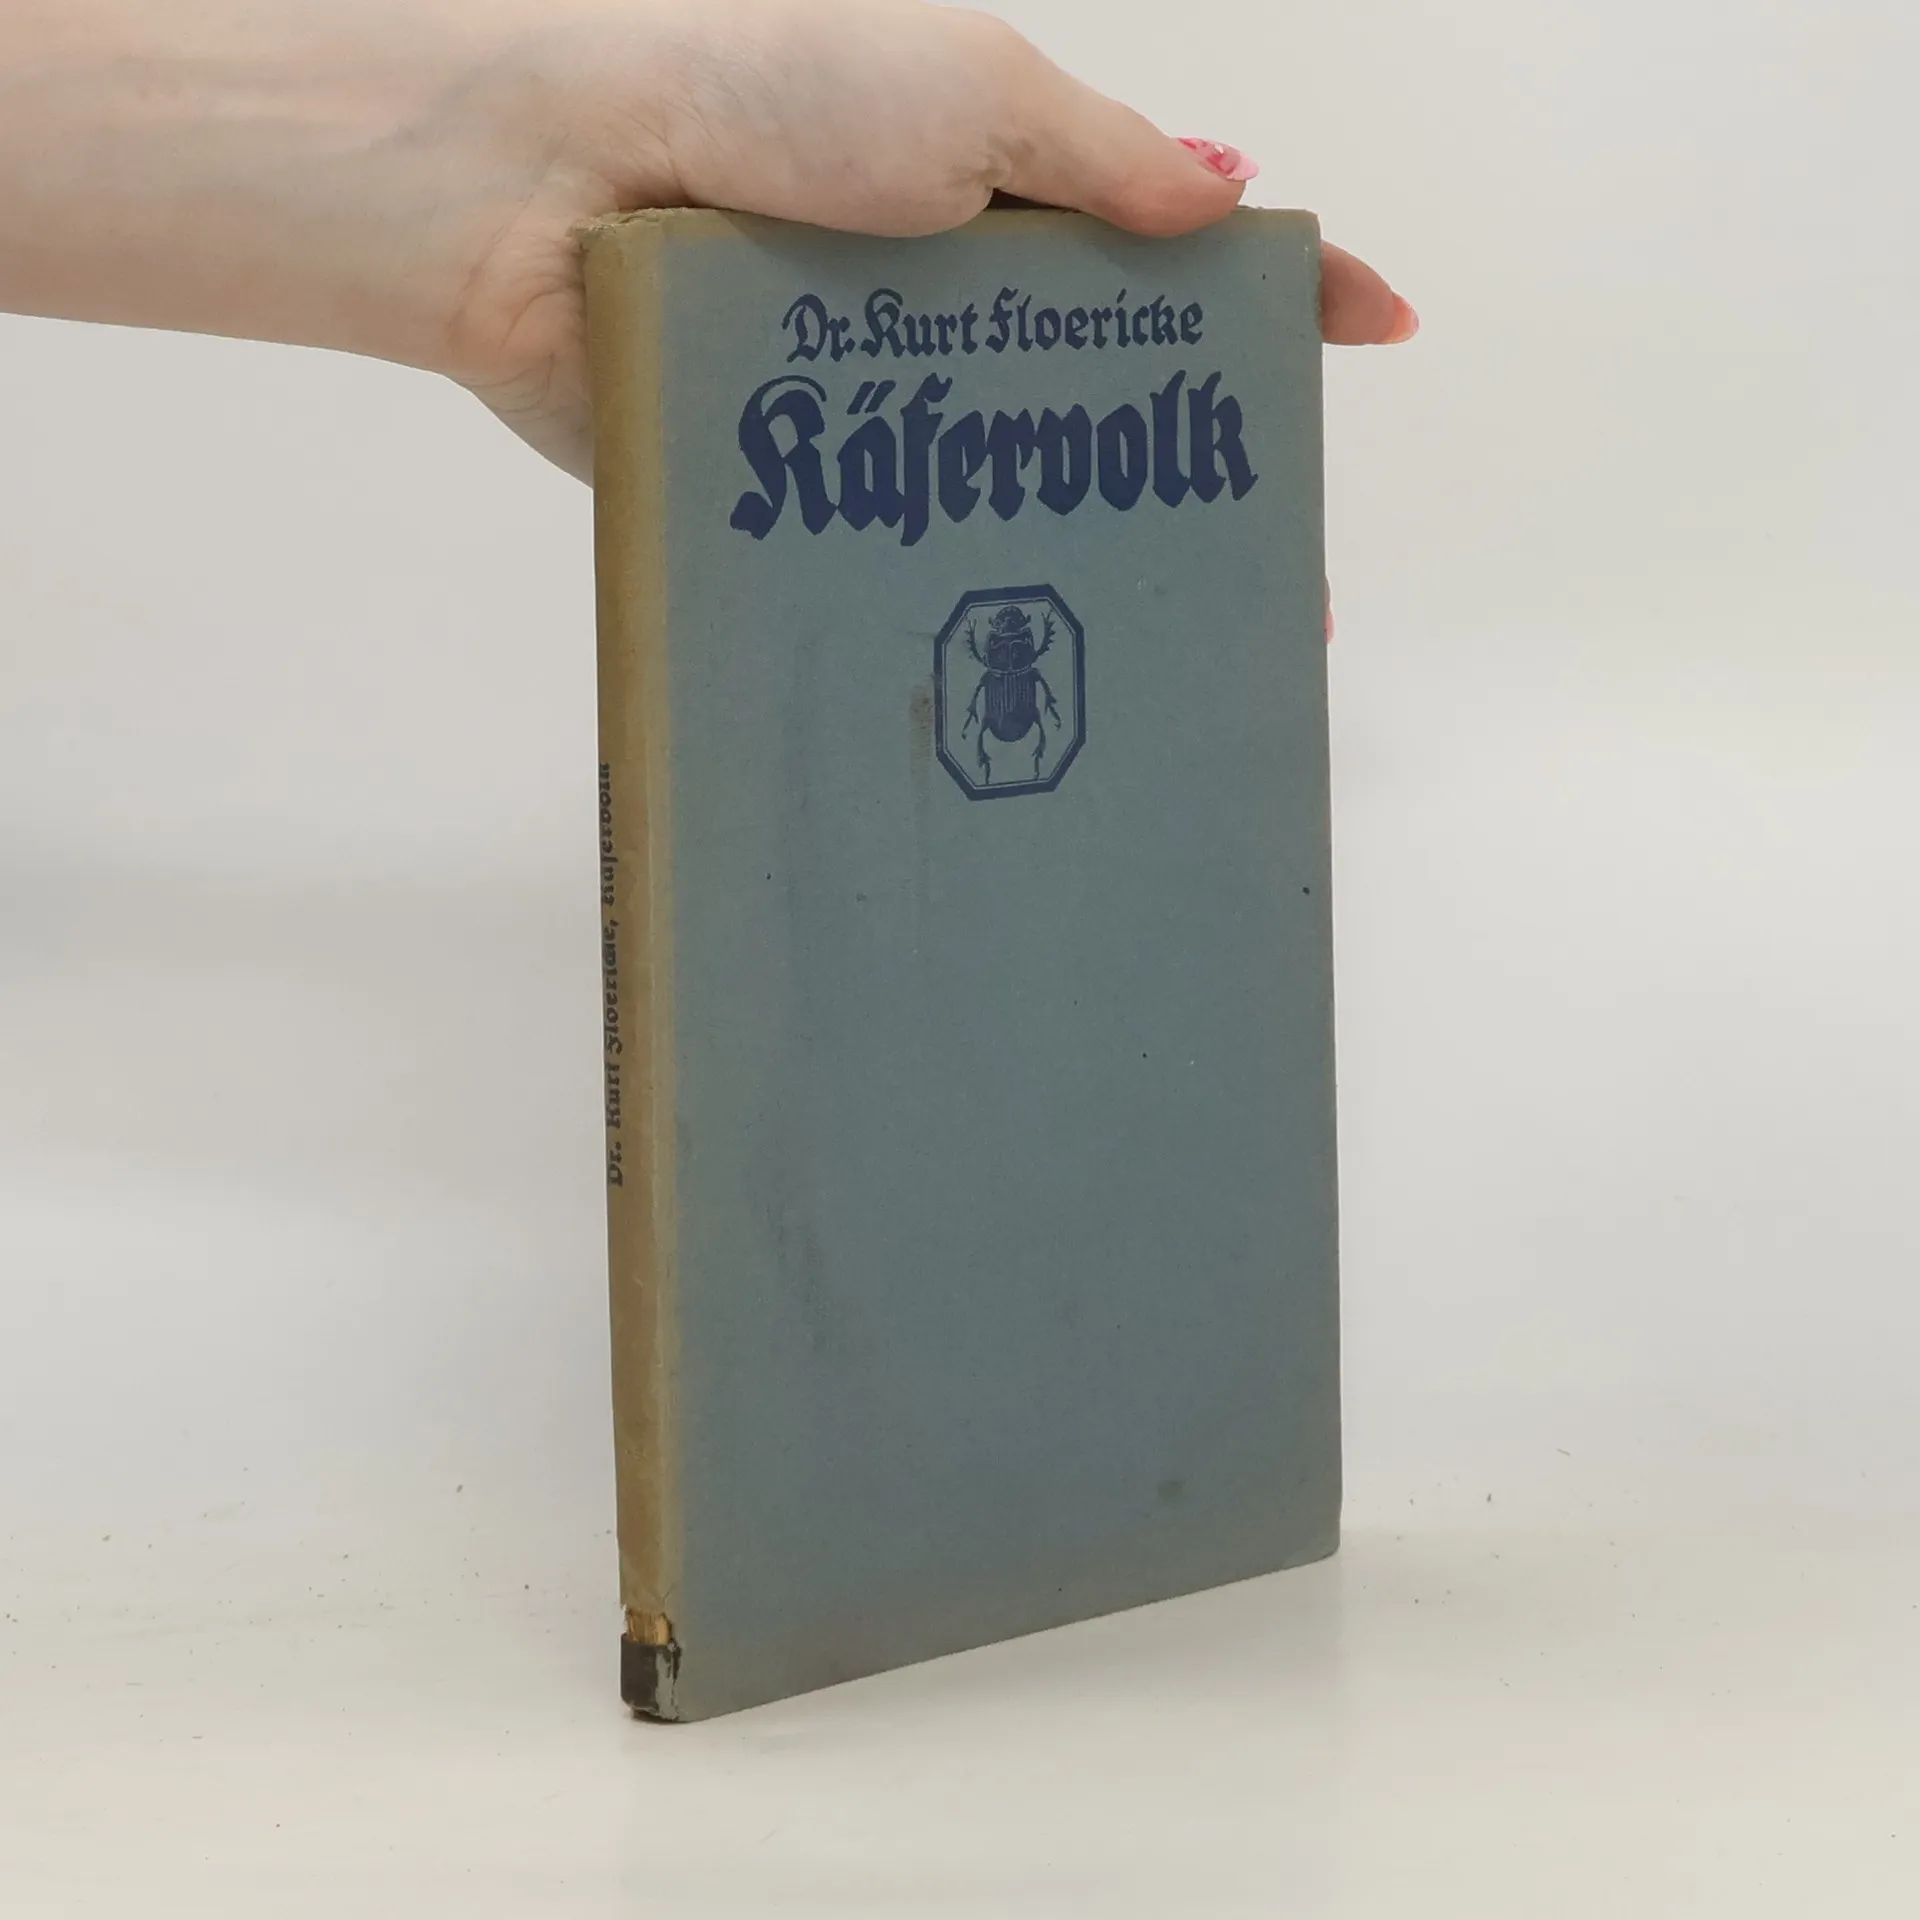 Dr. Kurt Floericke
Käfervolk
Dr. Kurt Floericke, Käfervolk